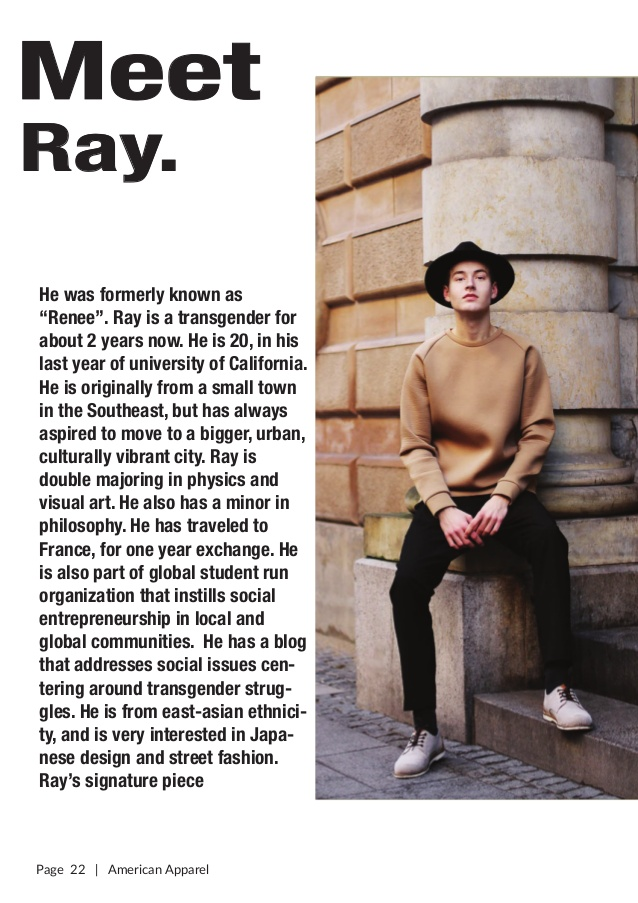 Meet
Ray.
He was formerly known as
“Renee”. Ray is a transgender for
about 2 years now. He is 20, in his
last year of university of California.
He is originally from a small town
in the Southeast, but has always
aspired to move to a bigger, urban,
culturally vibrant city. Ray is
double majoring in physics and
visual art. He also has a minor in
philosophy. He has traveled to
France, for one year exchange. He
is also part of global student run
organization that instills social
entrepreneurship in local and
global communities.  He has a blog
that addresses social issues cen-
tering around transgender strug-
gles. He is from east-asian ethnici-
ty, and is very interested in Japa-
nese design and street fashion.
Ray’s signature piece
Page 22 | American Apparel